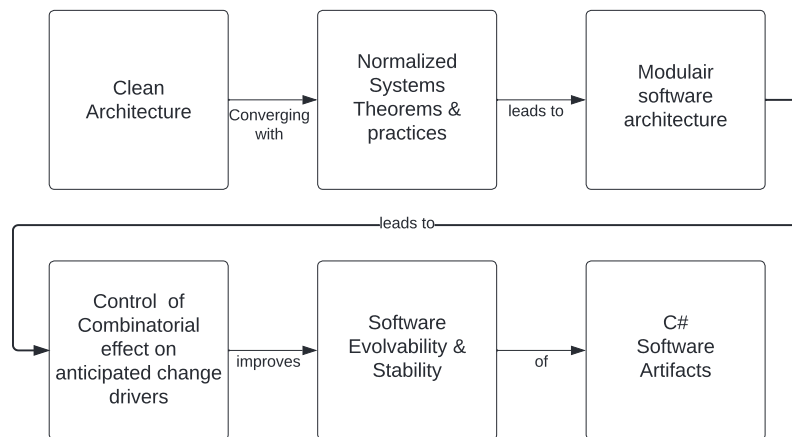 Clean
Architecture
Converging
with
Normalized
Systems
Theorems &
practices
leads to
Modulair
software
architecture
leads to
Control of
Combinatorial
effect on
anticipated change
drivers
improves
Software
Evolvability &
Stability
of
C#
Software
Artifacts